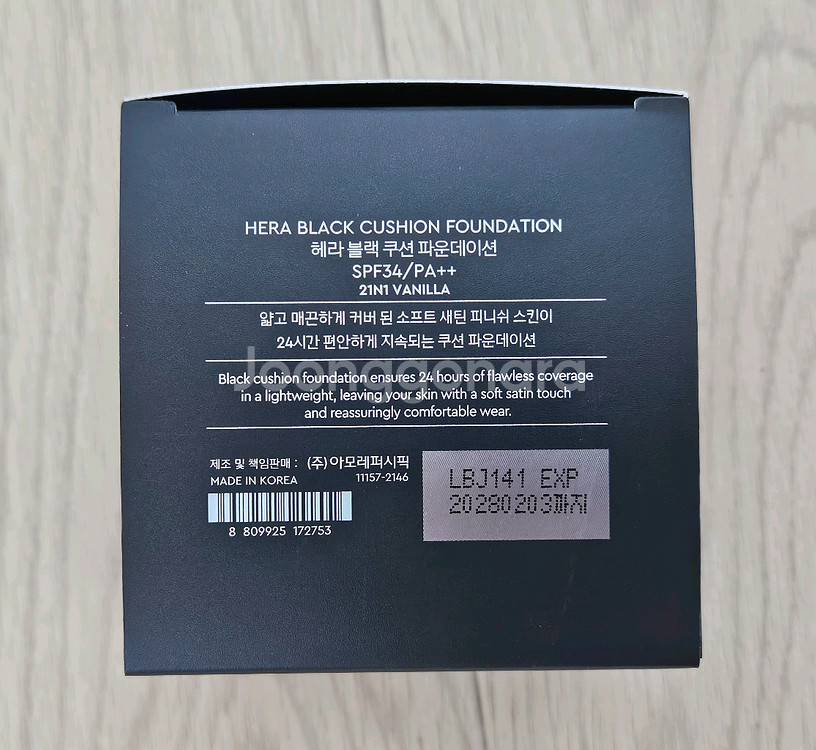 HERA BLACK CUSHION FOUNDATION
헤라 블랙 쿠션 파운데이션
SPF34/PA++
21N1 VANILLA
얇고 매끈하게 커버 된 소프트 새틴 피니쉬 스킨이
24시간 편안하게 지속되는 쿠션 파운데이션
joonggonara
Black cushion foundation ensures 24 hours of flawless coverage
in a lightweight, leaving your skin with a soft satin touch
and reassuringly comfortable wear.
제조 및 책임판매 : (주)아모레퍼시픽
MADE IN KOREA 11157-2146
8 809925 172753
LBJ141 EXP
20280203까지